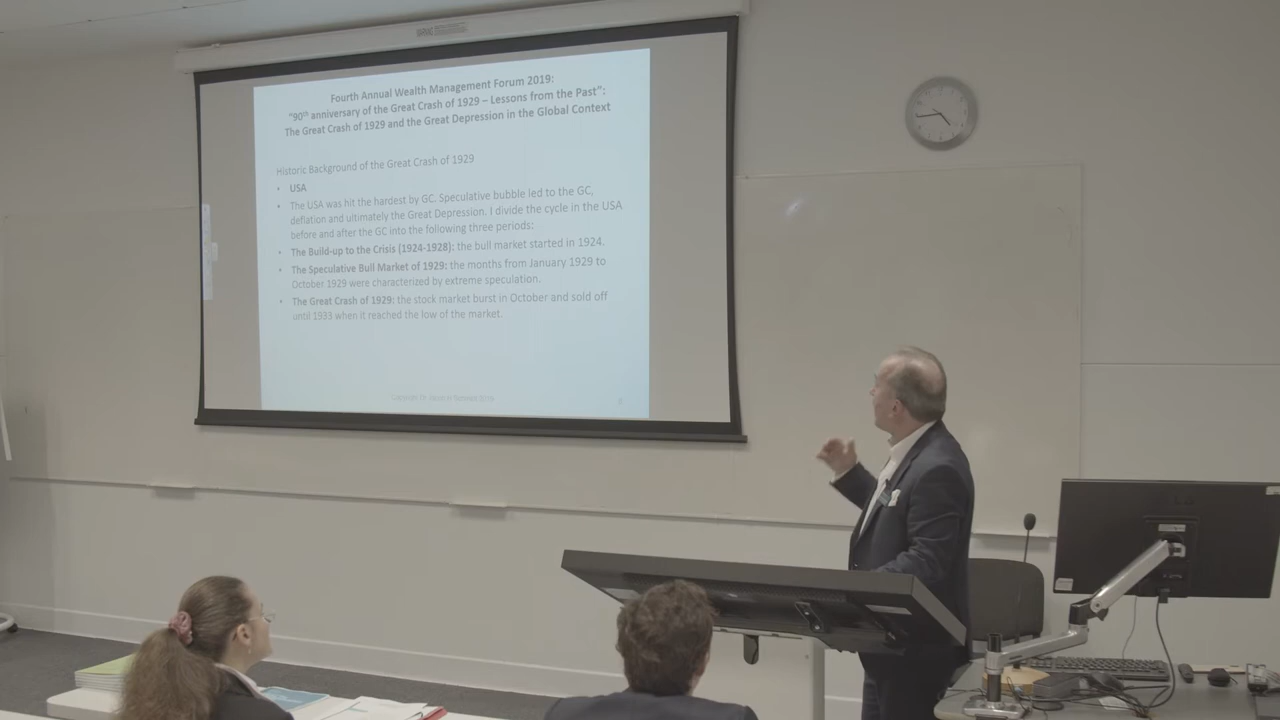 Fourth Annual Wealth Management Forum 2019:
"90th anniversary of the Great Crash of 1929 – Lessons from the Past";
The Great Crash of 1929 and the Great Depression in the Global Context
Historic Background of the Great Crash of 1929
• USA
• The USA was hit the hardest by GC. Speculative bubble led to the GC,
deflation and ultimately the Great Depression. I divide the cycle in the USA
before and after the GC into the following three periods:
• The Build-up to the Crisis (1924-1928): the bull market started in 1924.
• The Speculative Bull Market of 1929: the months from January 1929 to
October 1929 were characterized by extreme speculation.
• The Great Crash of 1929: the stock market burst in October and sold off
until 1933 when it reached the low of the market.